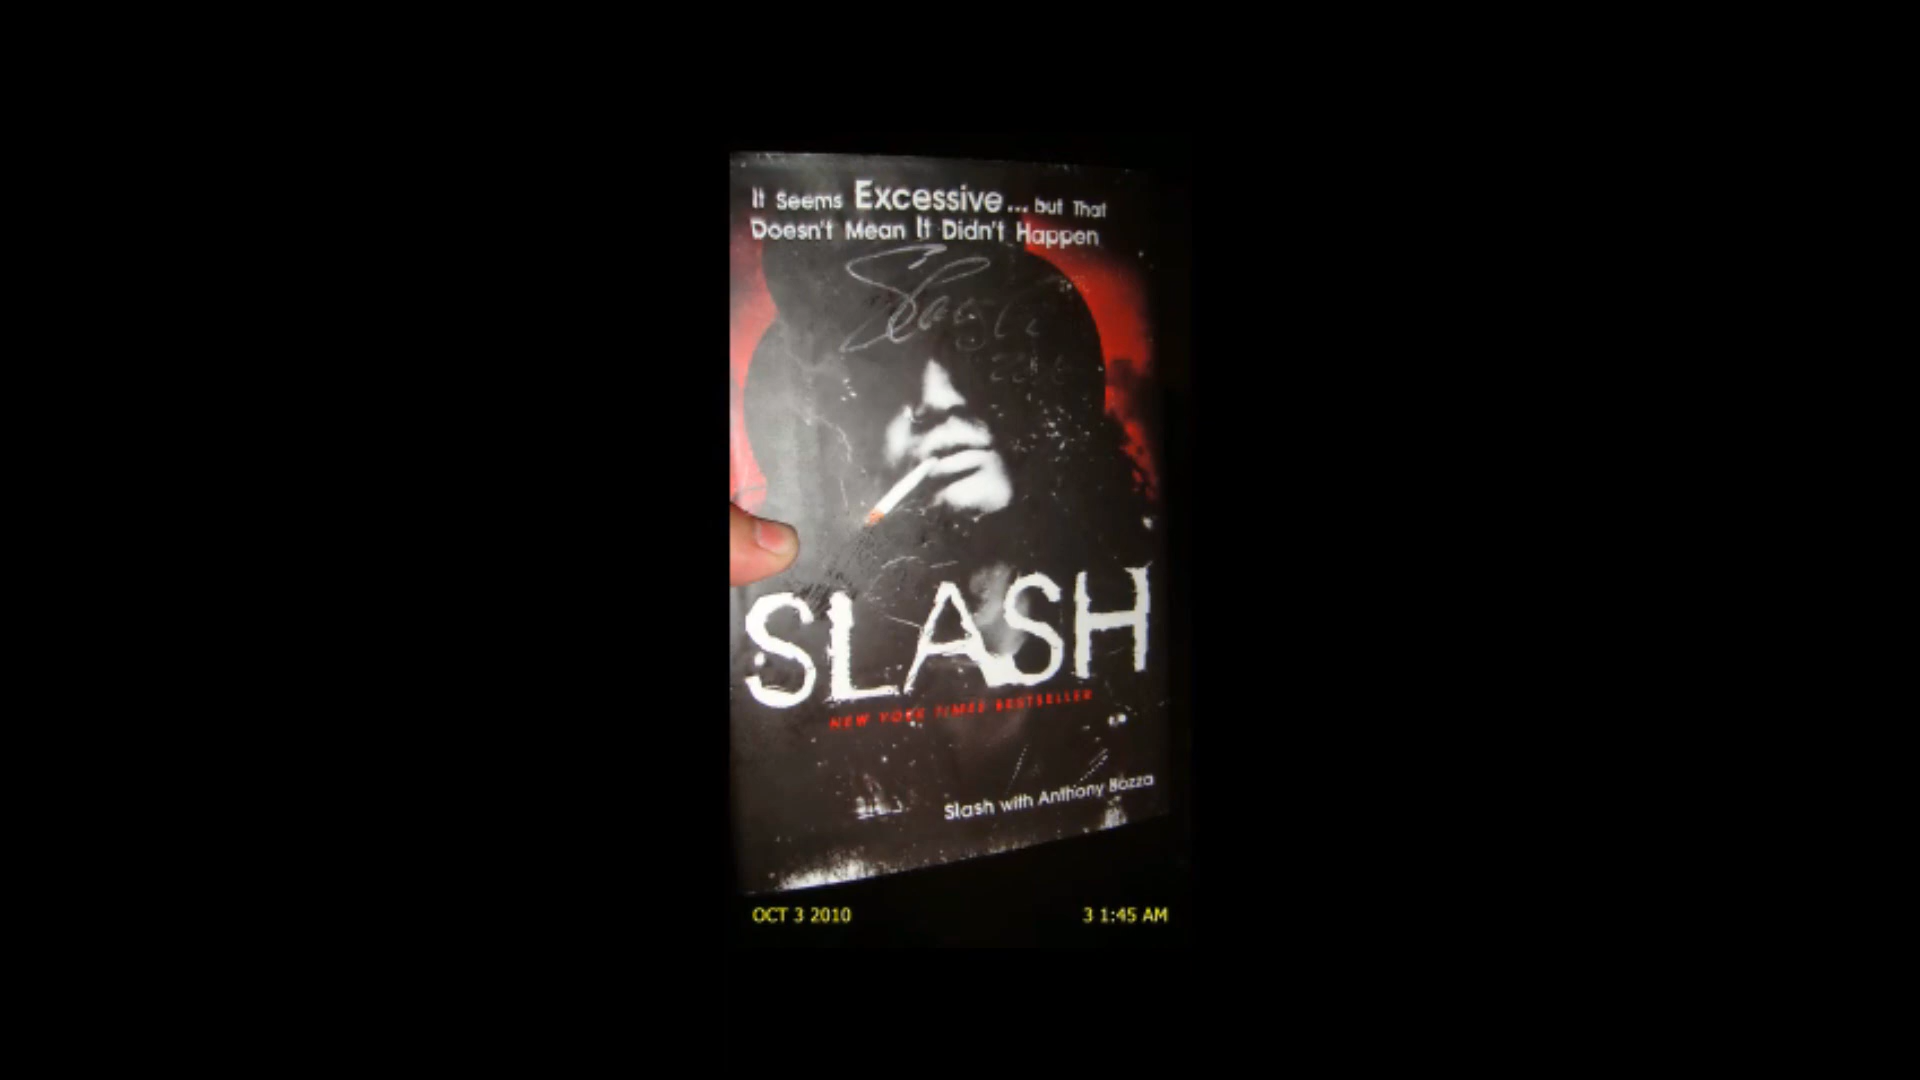 It Seems Excessive... but That
Doesn't Mean It Didn't Happen
SLASH
NEW YORK TIMES BESTSELLER
Slash with Anthony Bozza
OCT 3 2010
3 1:45 AM